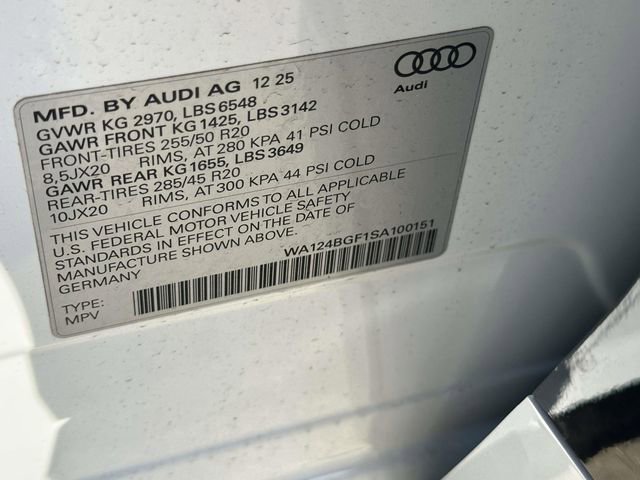 MFD. BY AUDI AG 12 25
GVWR KG 2970, LBS 6548
GAWR FRONT KG 1425, LBS 3142
FRONT-TIRES 255/50 R20
8,5JX20 RIMS, AT 280 KPA 41 PSI COLD
GAWR REAR KG 1655, LBS 3649
REAR-TIRES 285/45 R20
10JX20 RIMS, AT 300 KPA 44 PSI COLD
THIS VEHICLE CONFORMS TO ALL APPLICABLE
U.S. FEDERAL MOTOR VEHICLE SAFETY
STANDARDS IN EFFECT ON THE DATE OF
MANUFACTURE SHOWN ABOVE.
GERMANY
WA124BGF1SA100151
TYPE:
MPV
Audi